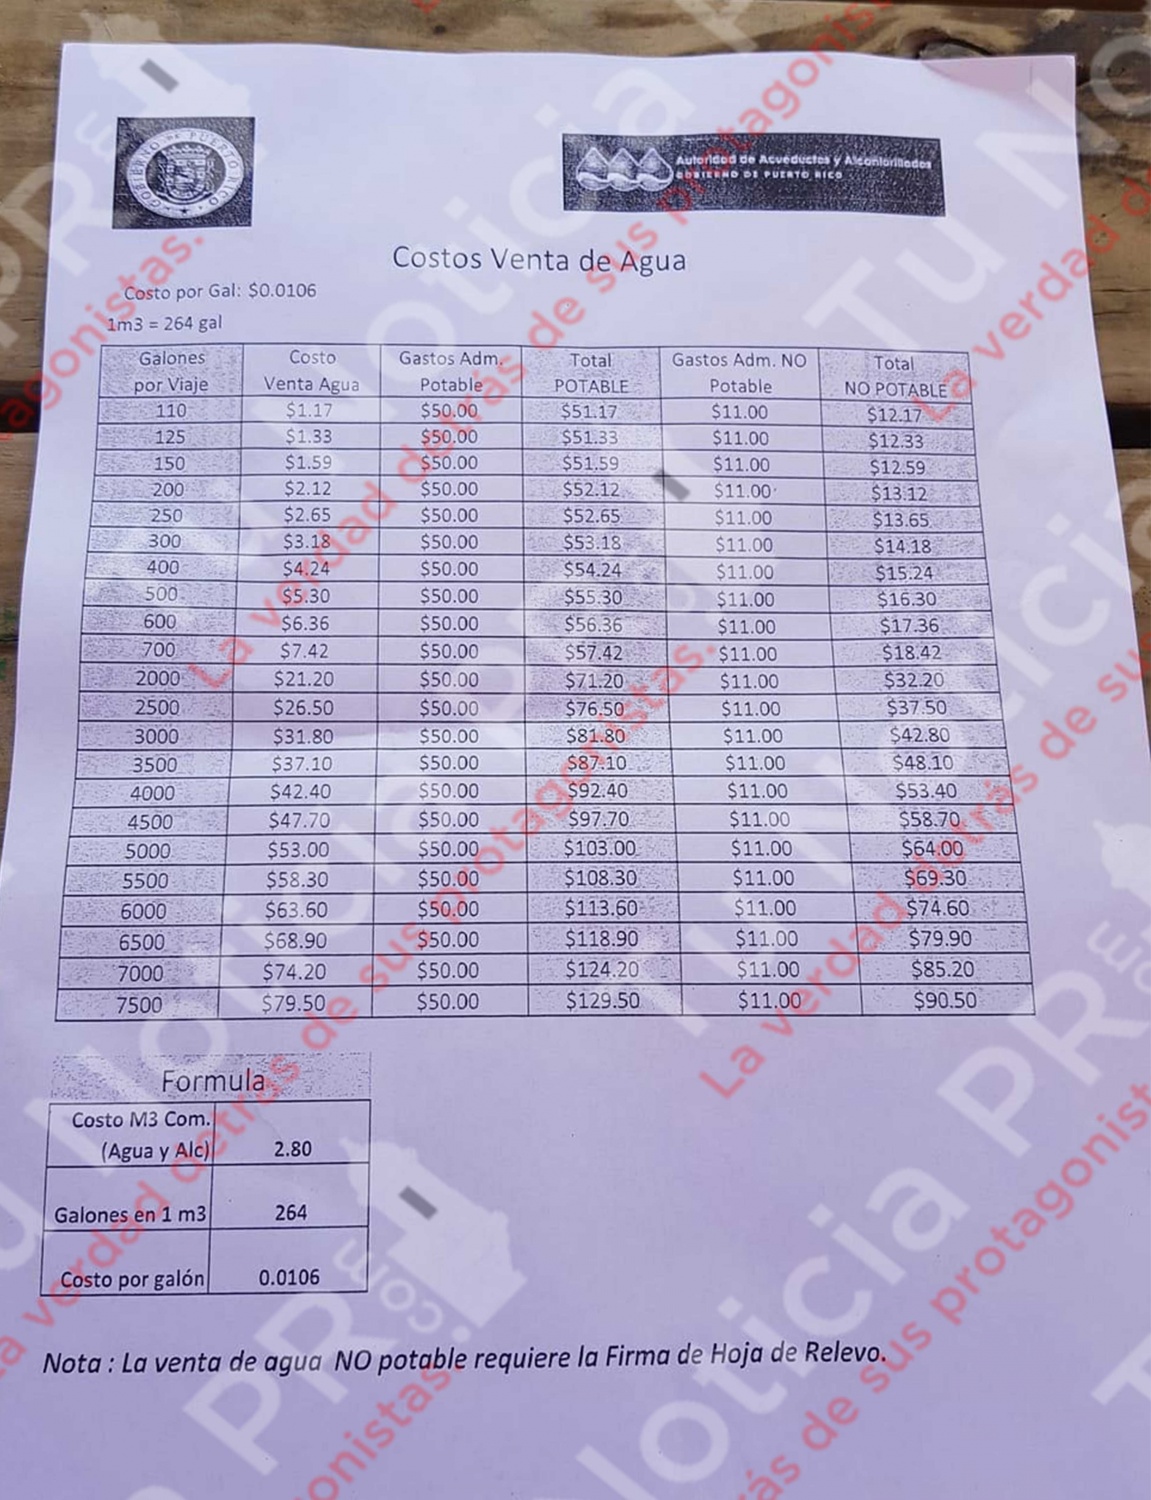 GOBIERNO DE PUERTO RICO
Autoridad de Acueductos y Alcantarillados
GOBIERNO DE PUERTO RICO
Costos Venta de Agua
Costo por Gal: $0.0106
1m3 = 264 gal
Galones por Viaje Costo Venta Agua Gastos Adm. Potable Total POTABLE Gastos Adm. NO Potable Total NO POTABLE
110 $1.17 $50.00 $51.17 $11.00 $12.17
125 $1.33 $50.00 $51.33 $11.00 $12.33
150 $1.59 $50.00 $51.59 $11.00 $12.59
200 $2.12 $50.00 $52.12 $11.00 $13.12
250 $2.65 $50.00 $52.65 $11.00 $13.65
300 $3.18 $50.00 $53.18 $11.00 $14.18
400 $4.24 $50.00 $54.24 $11.00 $15.24
500 $5.30 $50.00 $55.30 $11.00 $16.30
600 $6.36 $50.00 $56.36 $11.00 $17.36
700 $7.42 $50.00 $57.42 $11.00 $18.42
2000 $21.20 $50.00 $71.20 $11.00 $32.20
2500 $26.50 $50.00 $76.50 $11.00 $37.50
3000 $31.80 $50.00 $81.80 $11.00 $42.80
3500 $37.10 $50.00 $87.10 $11.00 $48.10
4000 $42.40 $50.00 $92.40 $11.00 $53.40
4500 $47.70 $50.00 $97.70 $11.00 $58.70
5000 $53.00 $50.00 $103.00 $11.00 $64.00
5500 $58.30 $50.00 $108.30 $11.00 $69.30
6000 $63.60 $50.00 $113.60 $11.00 $74.60
6500 $68.90 $50.00 $118.90 $11.00 $79.90
7000 $74.20 $50.00 $124.20 $11.00 $85.20
7500 $79.50 $50.00 $129.50 $11.00 $90.50
Formula
Costo M3 Com.
(Agua y Alc) 2.80
Galones en 1 m3 264
Costo por galón 0.0106
Nota : La venta de agua NO potable requiere la Firma de Hoja de Relevo.
Tu Noticia PR
.com
La verdad detrás de sus protagonistas.